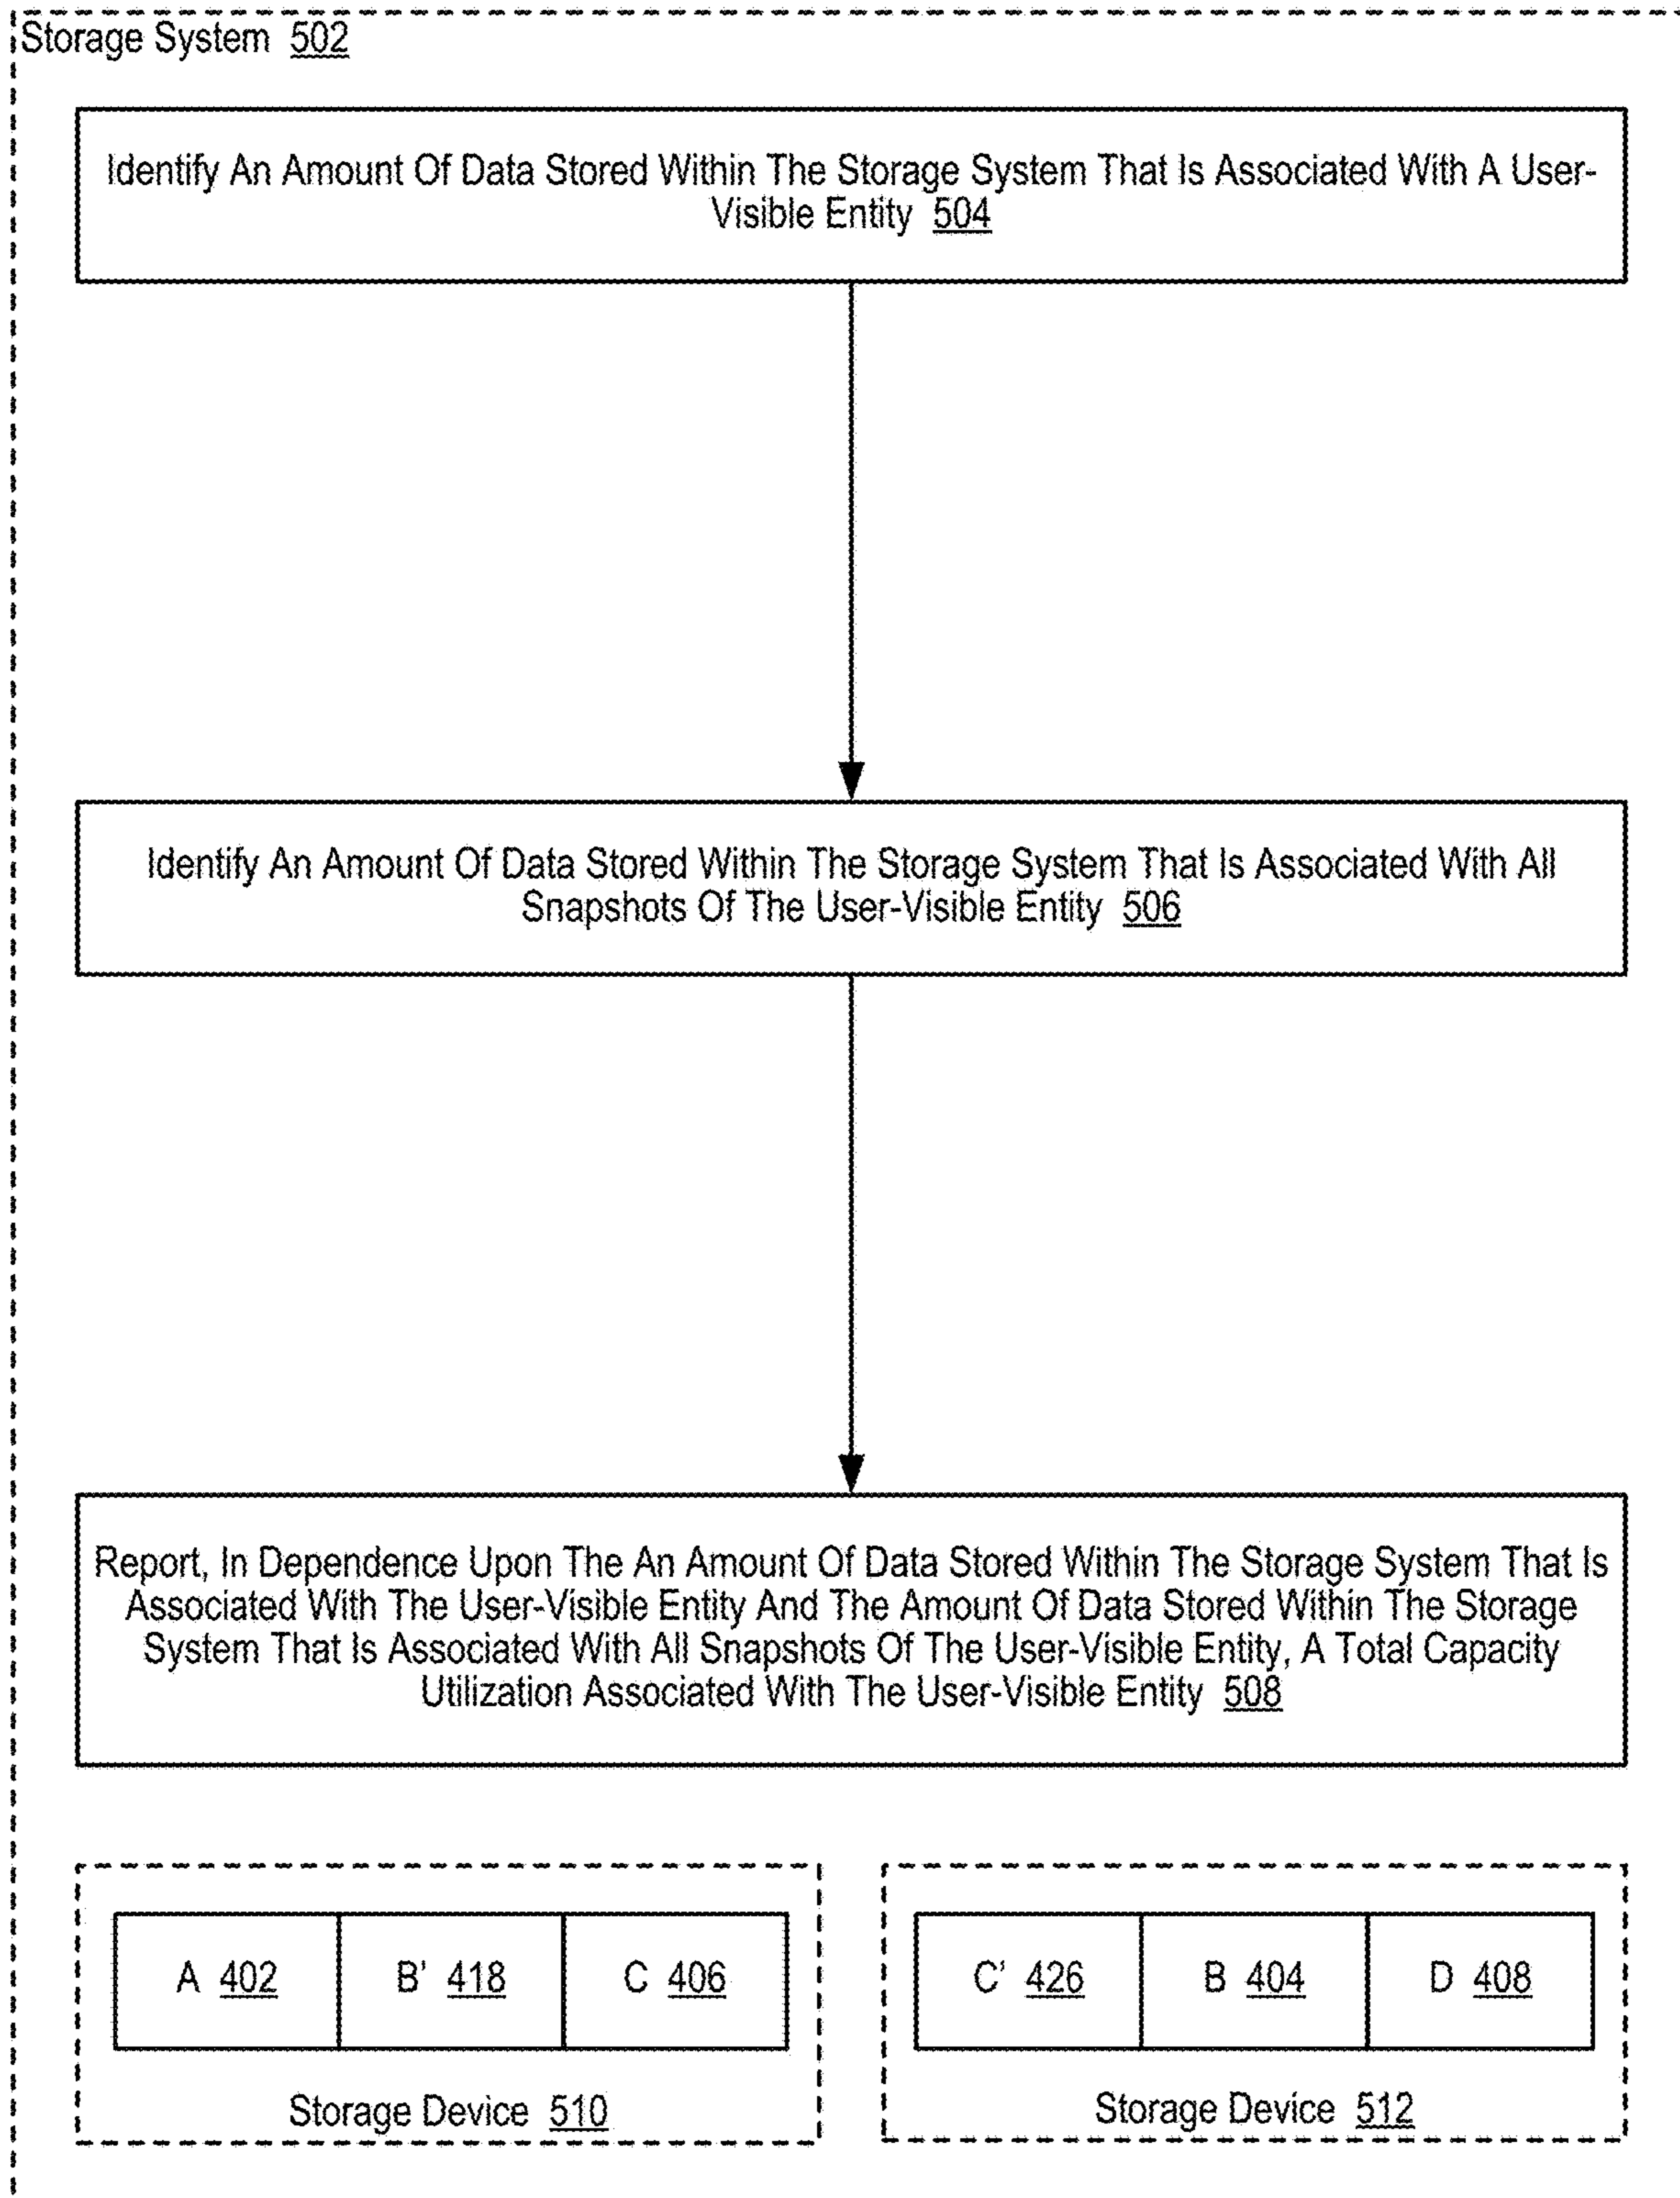 Storage System 502
Identify An Amount Of Data Stored Within The Storage System That Is Associated With A User-
Visible Entity 504
Identify An Amount Of Data Stored Within The Storage System That Is Associated With All
Snapshots Of The User-Visible Entity 506
Report, In Dependence Upon The An Amount Of Data Stored Within The Storage System That Is
Associated With The User-Visible Entity And The Amount Of Data Stored Within The Storage
System That Is Associated With All Snapshots Of The User-Visible Entity, A Total Capacity
Utilization Associated With The User-Visible Entity 508
A 402
B' 418
C 406
Storage Device 510
C' 426
B 404
D 408
Storage Device 512